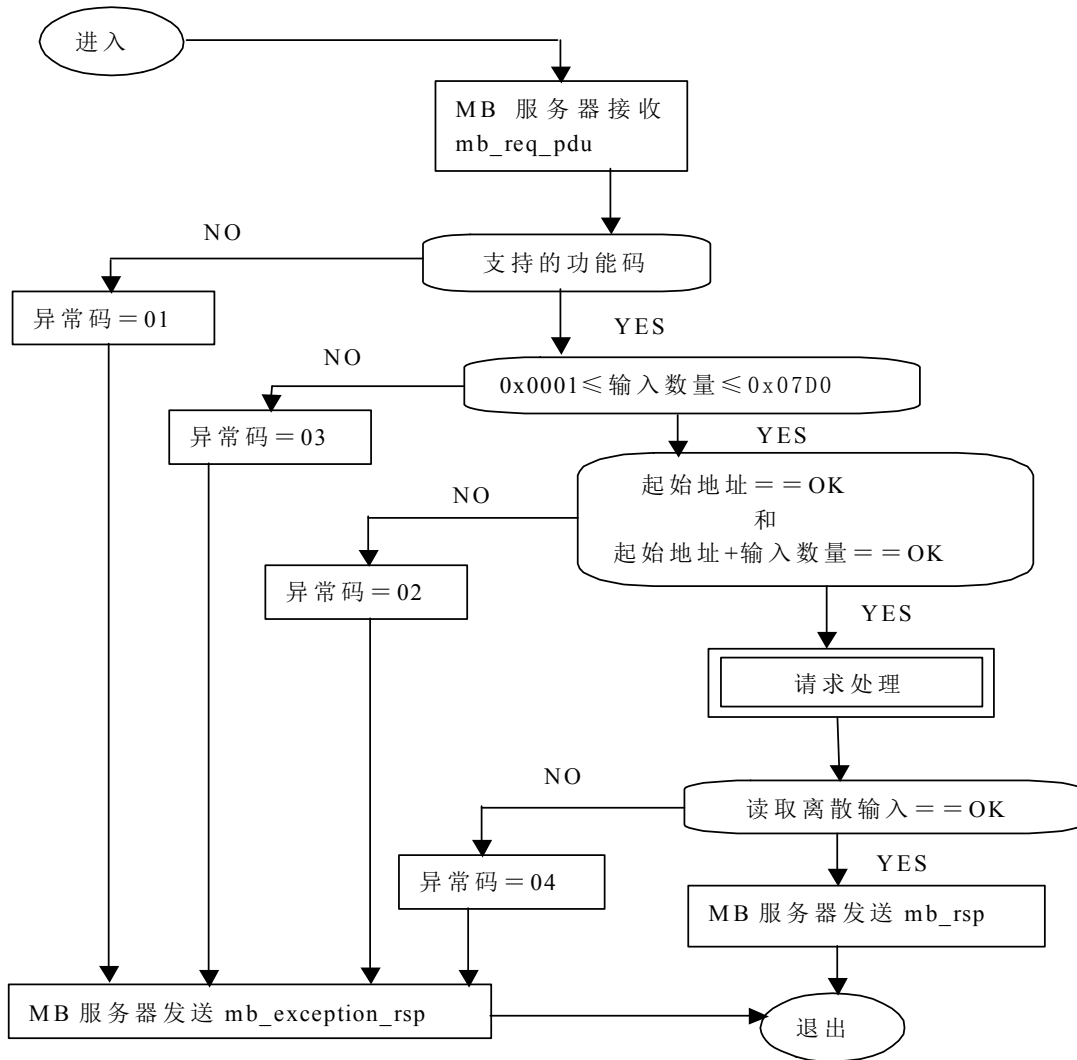 进入
MB 服务器接收
mb_req_pdu
NO
支持的功能码
异常码＝01
YES
NO
0x0001≤输入数量≤0x07D0
异常码＝03
YES
起始地址＝＝OK
NO
和
起始地址+输入数量＝＝OK
异常码＝02
YES
请求处理
NO
读取离散输入＝＝OK
YES
异常码＝04
MB 服务器发送 mb_rsp
MB 服务器发送 mb_exception_rsp
退出